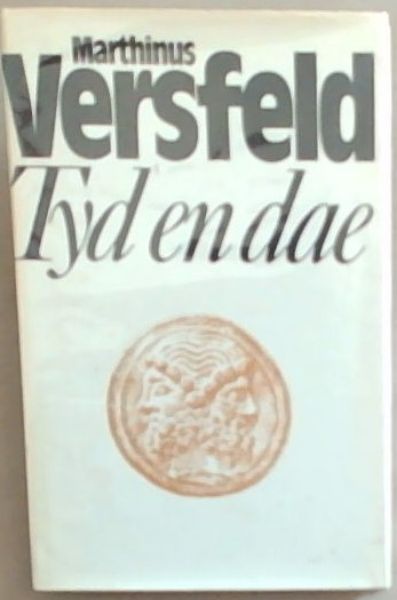 Marthinus
Versfeld
Tyd en dae